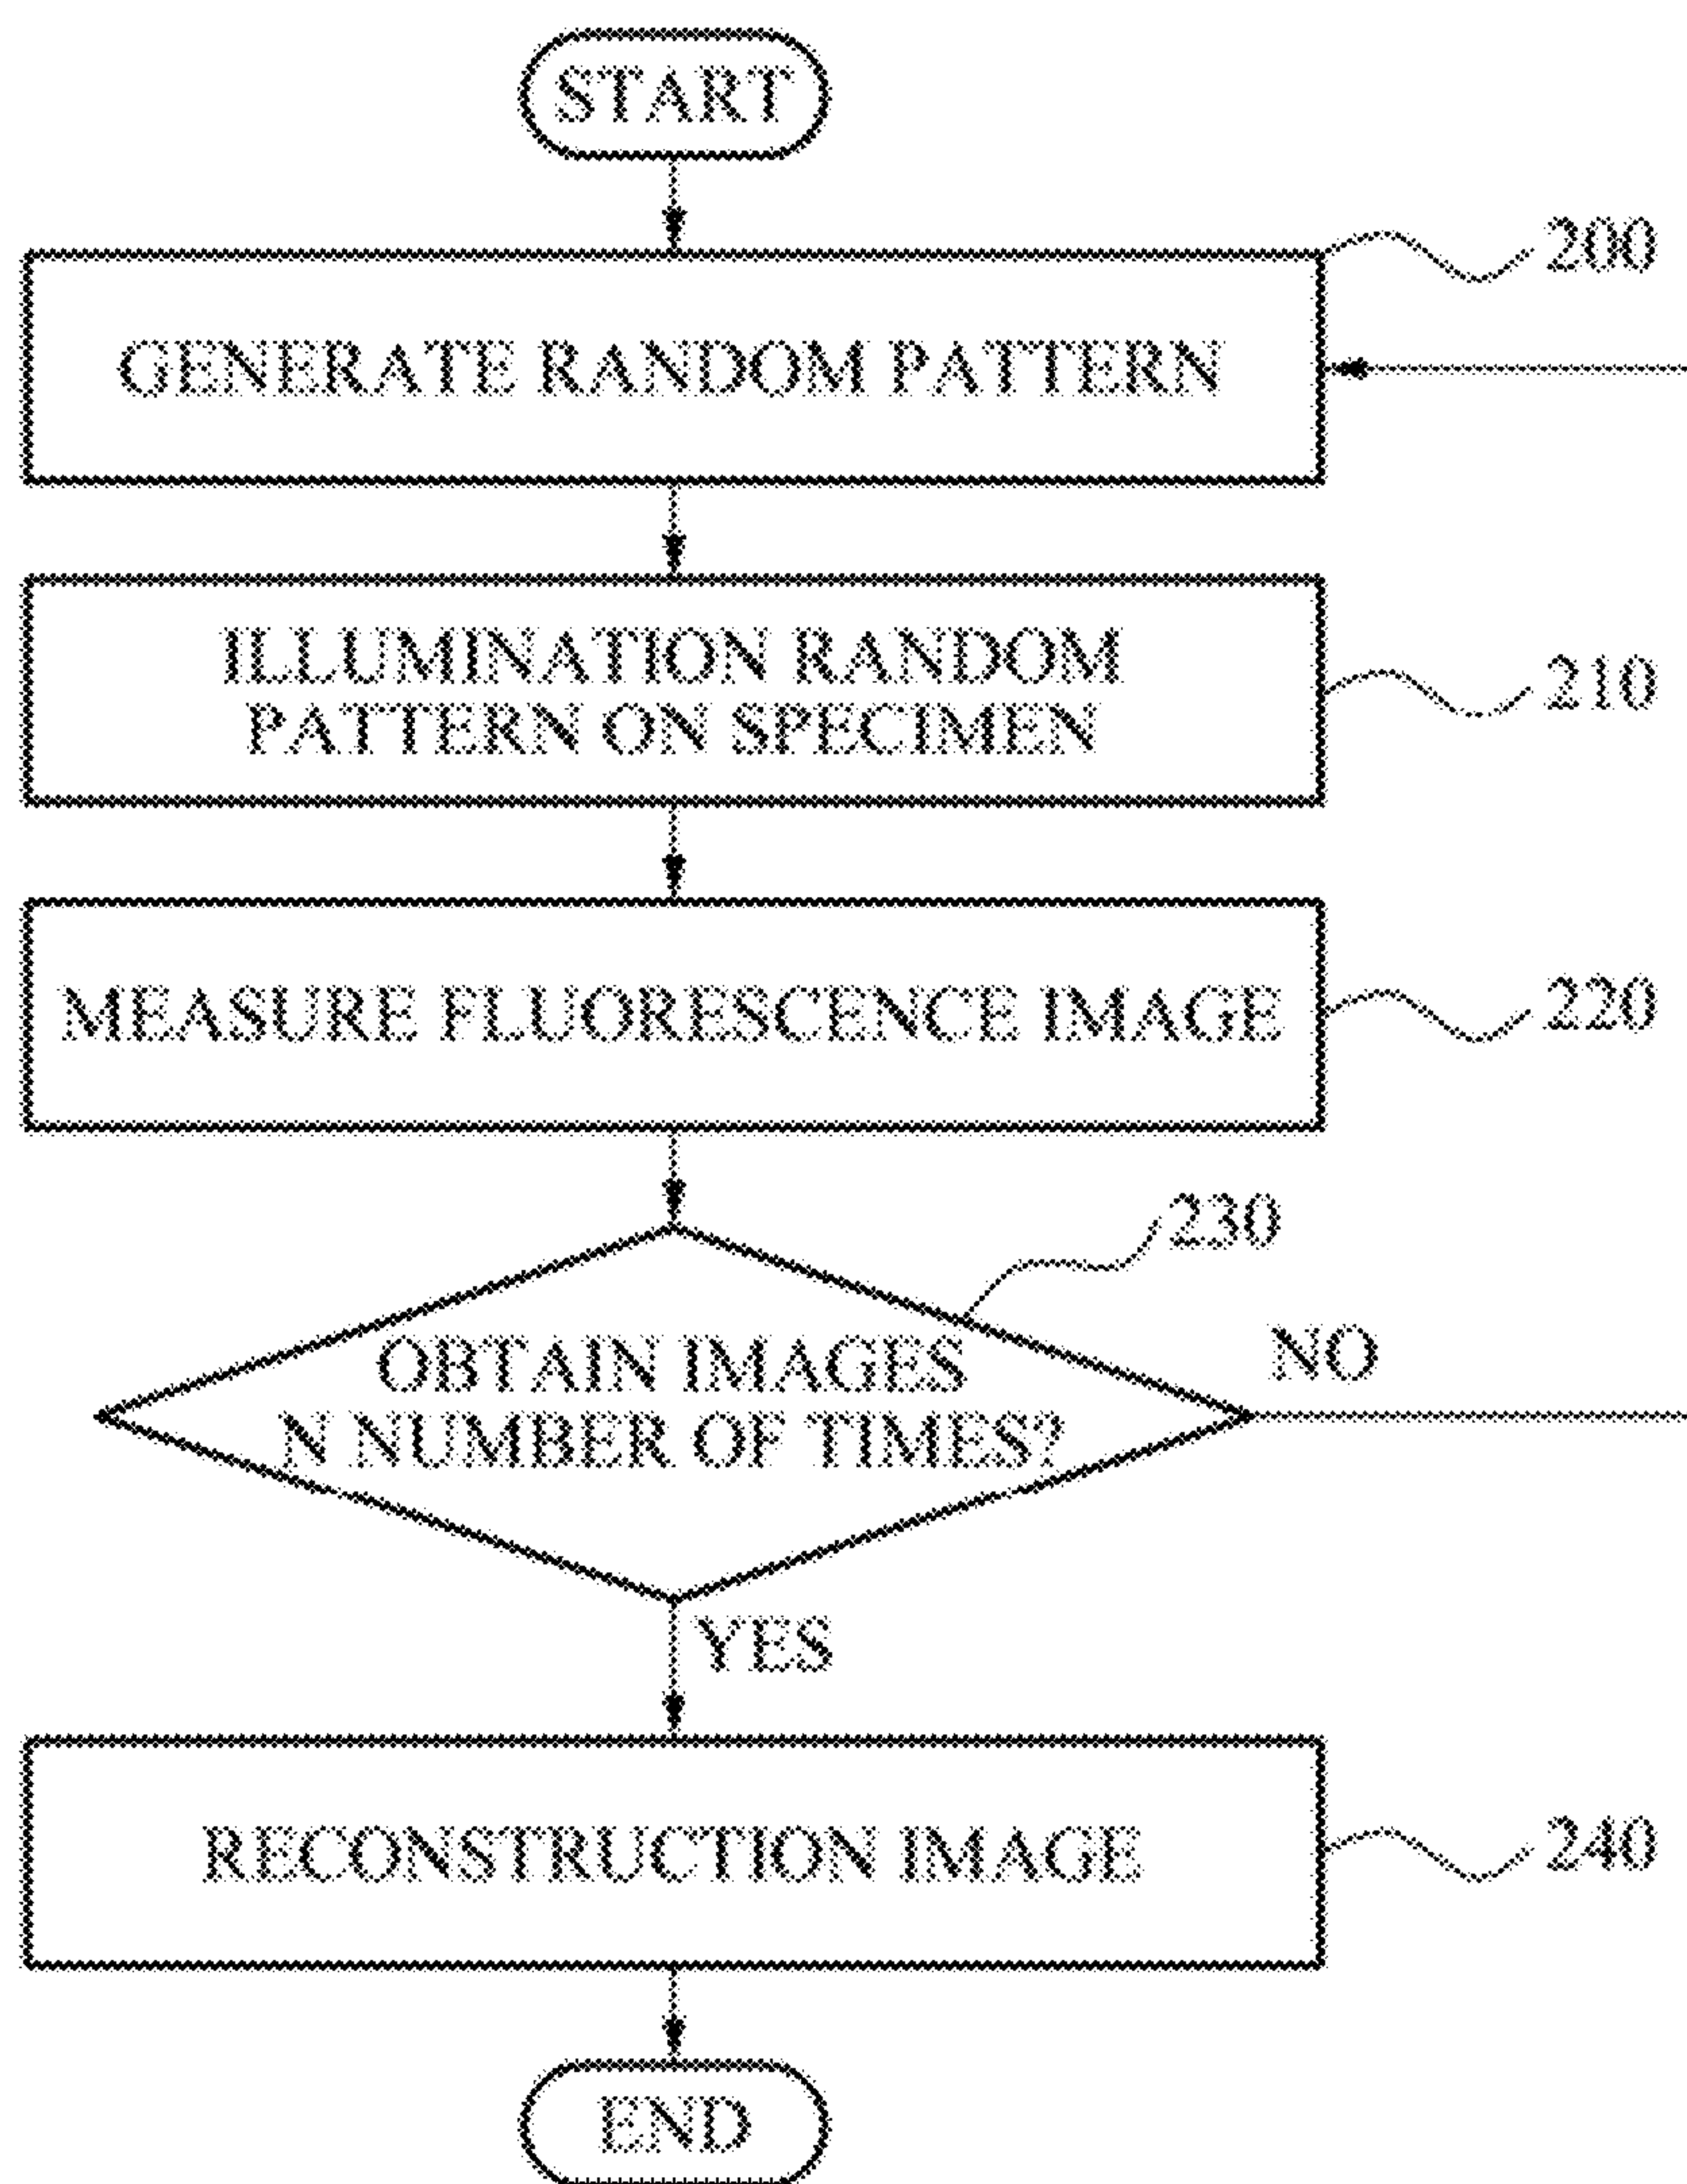 START
200
GENERATE RANDOM PATTERN
ILLUMINATION RANDOM
PATTERN ON SPECIMEN
210
MEASURE FLUORESCENCE IMAGE
220
230
OBTAIN IMAGES
N NUMBER OF TIMES?
NO
YES
RECONSTRUCTION IMAGE
240
END